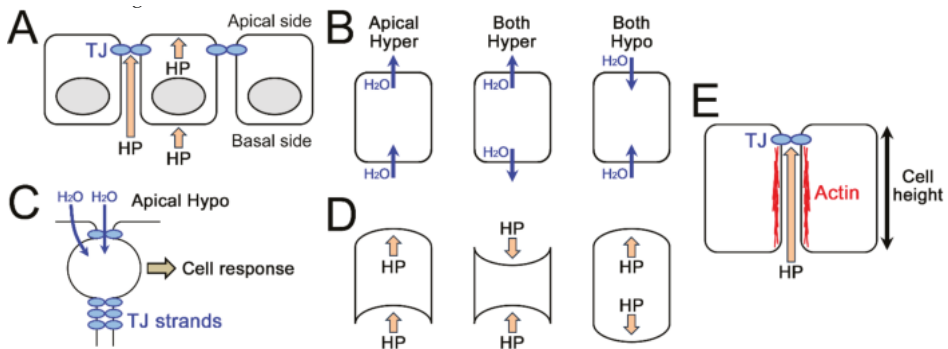 A
Apical side
TJ
HP
HP
HP
Basal side
B
Apical Hyper
Both Hyper
Both Hypo
H₂O
H₂O
H₂O
H₂O
H₂O
C
H₂O
H₂O
Apical Hypo
Cell response
TJ strands
D
HP
HP
HP
HP
HP
HP
E
TJ
Actin
Cell height
HP